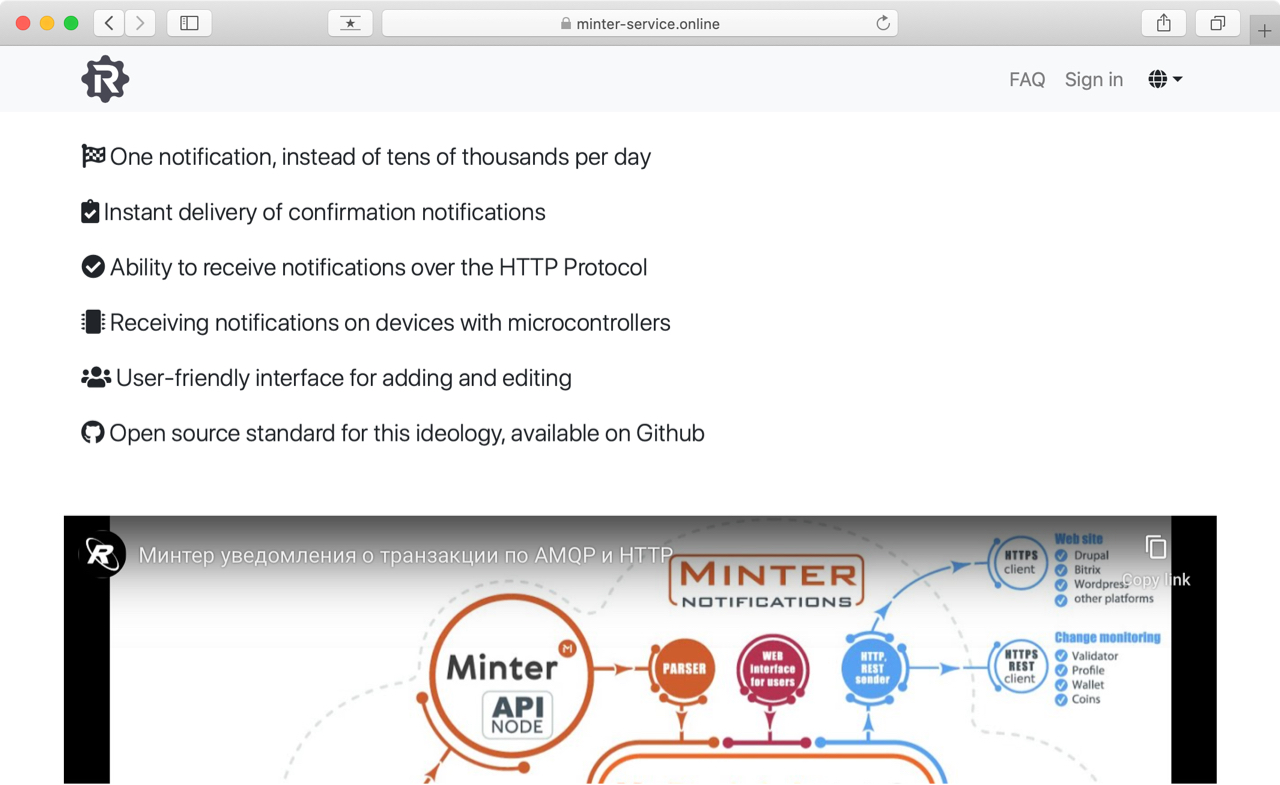 minter-service.online
R
FAQ Sign in
One notification, instead of tens of thousands per day
Instant delivery of confirmation notifications
Ability to receive notifications over the HTTP Protocol
Receiving notifications on devices with microcontrollers
User-friendly interface for adding and editing
Open source standard for this ideology, available on Github
R
Минтер уведомления о транзакции по AMQP и HTTP
Copy link
MINTER
NOTIFICATIONS
Minter
M
API
NODE
PARSER
WEB
Interface
for users
HTTP,
REST
sender
HTTPS
client
Web site
Drupal
Bitrix
Wordpress
other platforms
HTTPS
REST
client
Change monitoring
Validator
Profile
Wallet
Coins